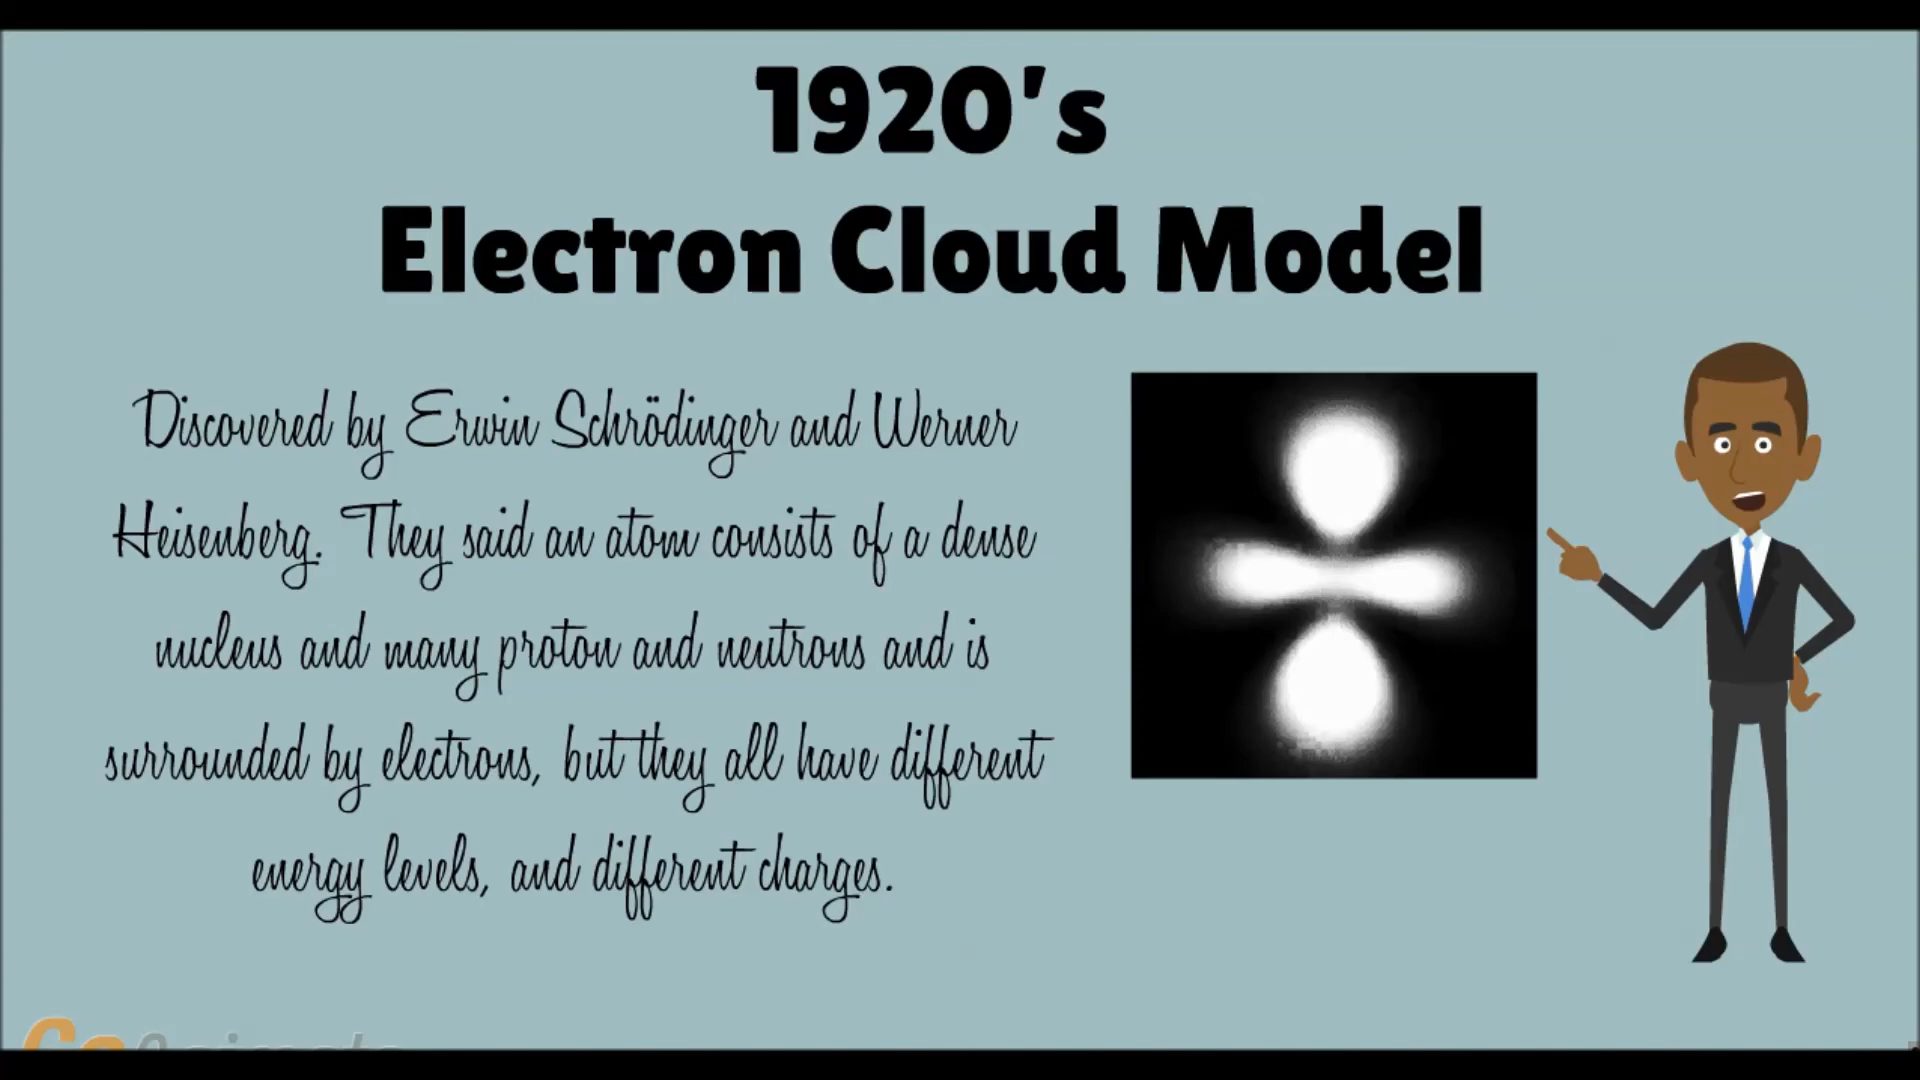 1920's
Electron Cloud Model
Discovered by Erwin Schrödinger and Werner
Heisenberg. They said an atom consists of a dense
nucleus and many proton and neutrons and is
surrounded by electrons, but they all have different
energy levels, and different charges.